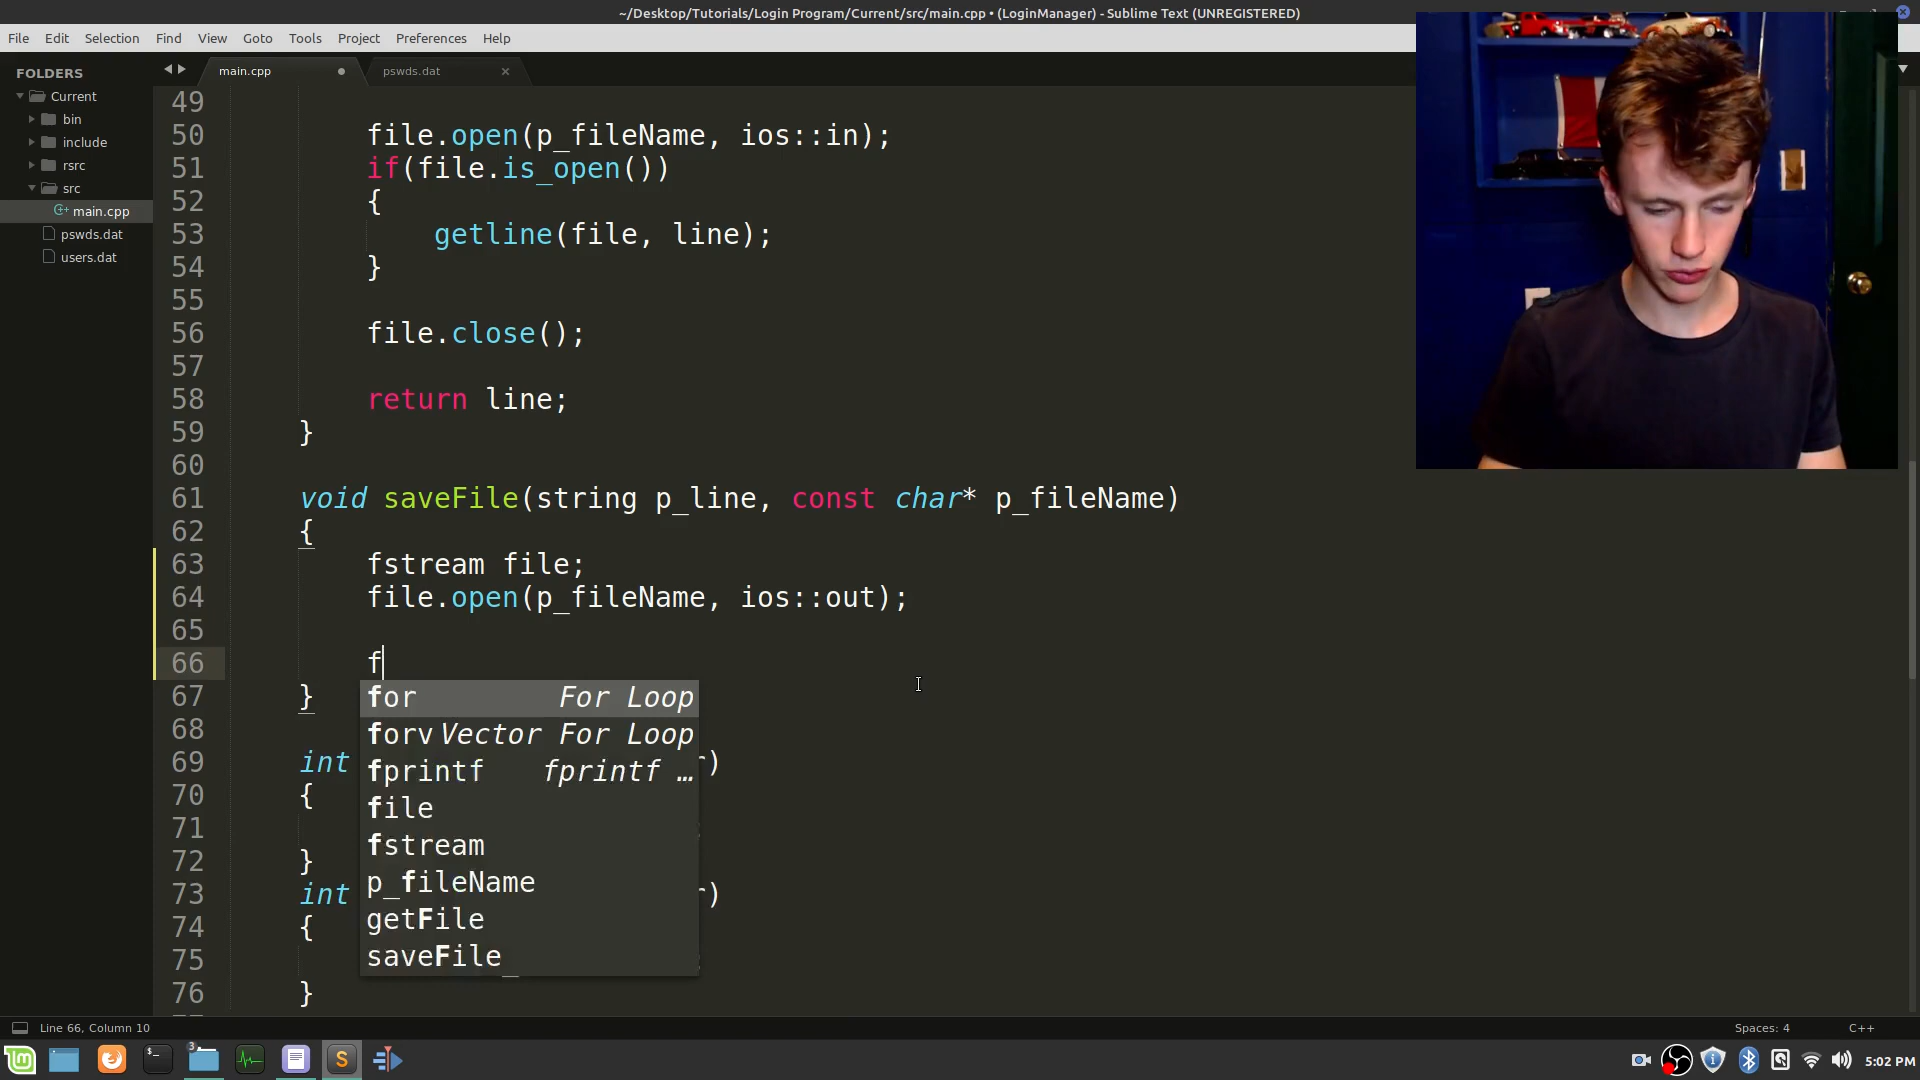 ~/Desktop/Tutorials/Login Program/Current/src/main.cpp • (LoginManager) - Sublime Text (UNREGISTERED)
File Edit Selection Find View Goto Tools Project Preferences Help
FOLDERS
Current
bin
include
rsrc
src
main.cpp
pswds.dat
users.dat
main.cpp
pswds.dat
49
50 file.open(p_fileName, ios::in);
51 if(file.is_open())
52 {
53 getline(file, line);
54 }
55
56 file.close();
57
58 return line;
59 }
60
61 void saveFile(string p_line, const char* p_fileName)
62 {
63 fstream file;
64 file.open(p_fileName, ios::out);
65
66 f
67 }
68
69 int )
70 {
71
72 }
73 int )
74 {
75
76 }
for For Loop
forv Vector For Loop
fprintf fprintf …
file
fstream
p_fileName
getFile
saveFile
Line 66, Column 10
Spaces: 4
C++
3
5:02 PM